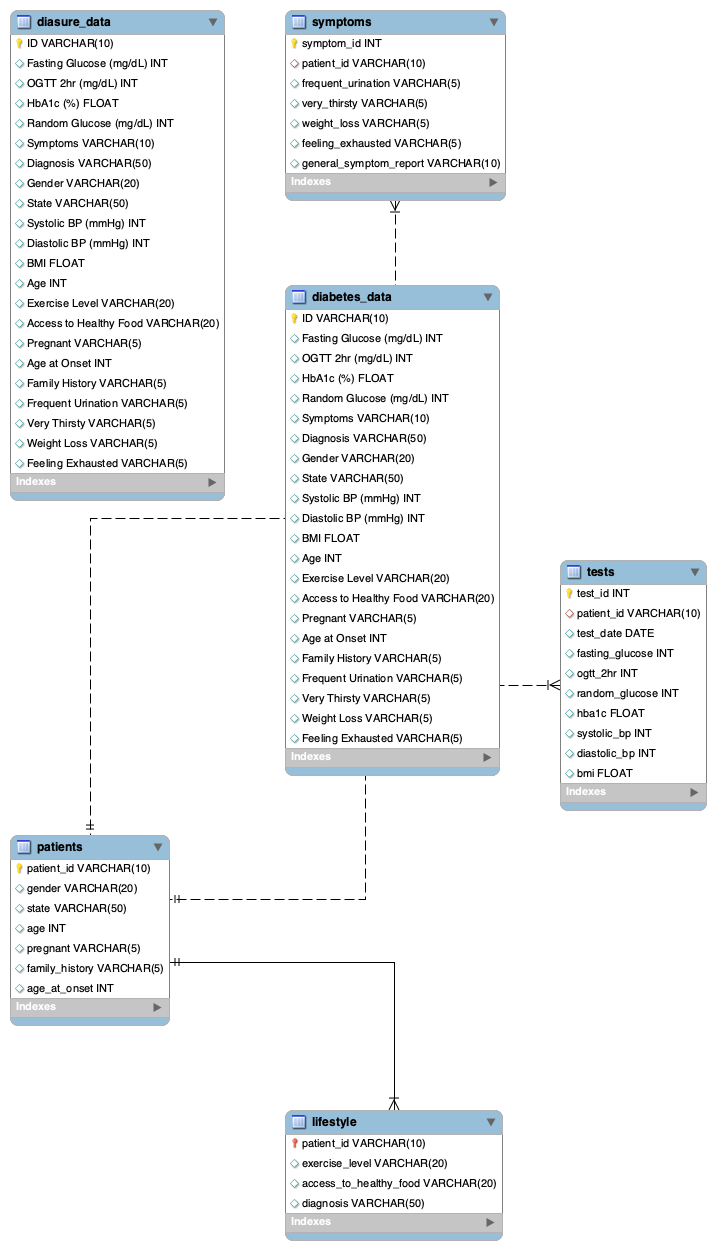 diasure_data
ID VARCHAR(10)
Fasting Glucose (mg/dL) INT
OGTT 2hr (mg/dL) INT
HbA1c (%) FLOAT
Random Glucose (mg/dL) INT
Symptoms VARCHAR(10)
Diagnosis VARCHAR(50)
Gender VARCHAR(20)
State VARCHAR(50)
Systolic BP (mmHg) INT
Diastolic BP (mmHg) INT
BMI FLOAT
Age INT
Exercise Level VARCHAR(20)
Access to Healthy Food VARCHAR(20)
Pregnant VARCHAR(5)
Age at Onset INT
Family History VARCHAR(5)
Frequent Urination VARCHAR(5)
Very Thirsty VARCHAR(5)
Weight Loss VARCHAR(5)
Feeling Exhausted VARCHAR(5)
Indexes
symptoms
symptom_id INT
patient_id VARCHAR(10)
frequent_urination VARCHAR(5)
very_thirsty VARCHAR(5)
weight_loss VARCHAR(5)
feeling_exhausted VARCHAR(5)
general_symptom_report VARCHAR(10)
Indexes
diabetes_data
ID VARCHAR(10)
Fasting Glucose (mg/dL) INT
OGTT 2hr (mg/dL) INT
HbA1c (%) FLOAT
Random Glucose (mg/dL) INT
Symptoms VARCHAR(10)
Diagnosis VARCHAR(50)
Gender VARCHAR(20)
State VARCHAR(50)
Systolic BP (mmHg) INT
Diastolic BP (mmHg) INT
BMI FLOAT
Age INT
Exercise Level VARCHAR(20)
Access to Healthy Food VARCHAR(20)
Pregnant VARCHAR(5)
Age at Onset INT
Family History VARCHAR(5)
Frequent Urination VARCHAR(5)
Very Thirsty VARCHAR(5)
Weight Loss VARCHAR(5)
Feeling Exhausted VARCHAR(5)
Indexes
tests
test_id INT
patient_id VARCHAR(10)
test_date DATE
fasting_glucose INT
ogtt_2hr INT
random_glucose INT
hba1c FLOAT
systolic_bp INT
diastolic_bp INT
bmi FLOAT
Indexes
patients
patient_id VARCHAR(10)
gender VARCHAR(20)
state VARCHAR(50)
age INT
pregnant VARCHAR(5)
family_history VARCHAR(5)
age_at_onset INT
Indexes
lifestyle
patient_id VARCHAR(10)
exercise_level VARCHAR(20)
access_to_healthy_food VARCHAR(20)
diagnosis VARCHAR(50)
Indexes